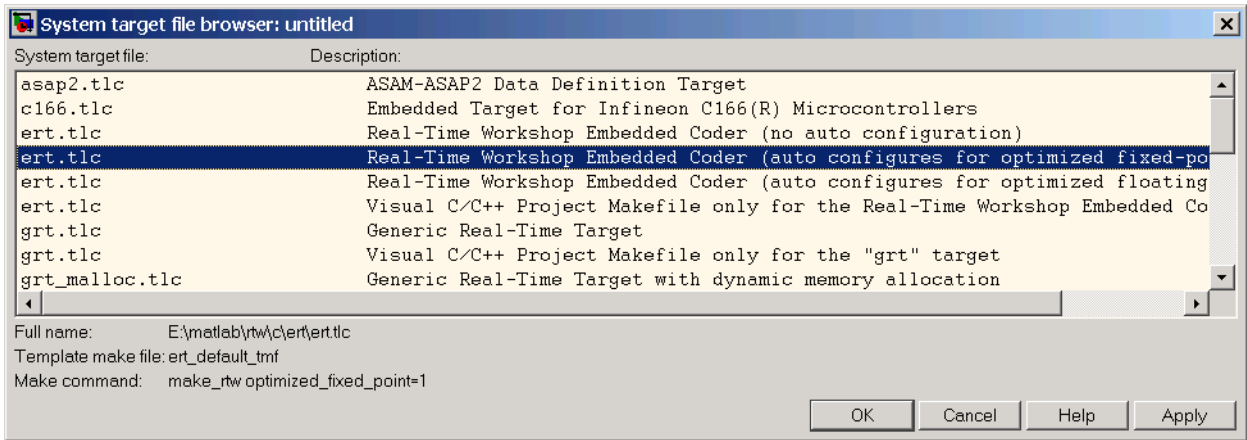 System target file browser: untitled
System target file: Description:
asap2.tlc ASAM-ASAP2 Data Definition Target
c166.tlc Embedded Target for Infineon C166(R) Microcontrollers
ert.tlc Real-Time Workshop Embedded Coder (no auto configuration)
ert.tlc Real-Time Workshop Embedded Coder (auto configures for optimized fixed-po
ert.tlc Real-Time Workshop Embedded Coder (auto configures for optimized floating
ert.tlc Visual C/C++ Project Makefile only for the Real-Time Workshop Embedded Co
grt.tlc Generic Real-Time Target
grt.tlc Visual C/C++ Project Makefile only for the "grt" target
grt_malloc.tlc Generic Real-Time Target with dynamic memory allocation
Full name: E:\matlab\rtw\c\ert\ert.tlc
Template make file: ert_default_tmf
Make command: make_rtw optimized_fixed_point=1
OK Cancel Help Apply